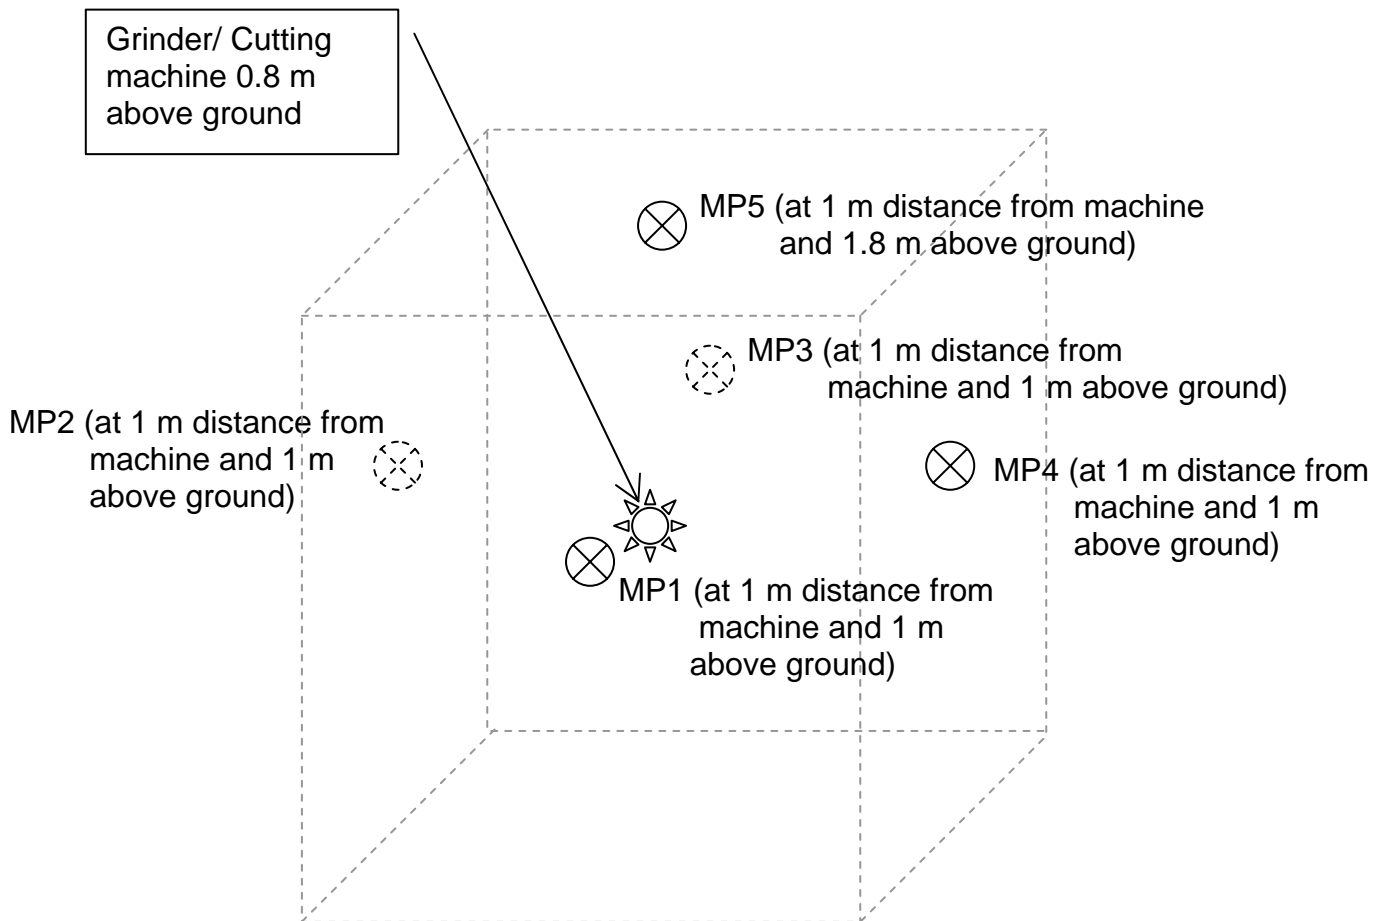 Grinder/ Cutting
machine 0.8 m
above ground
MP5 (at 1 m distance from machine
and 1.8 m above ground)
MP3 (at 1 m distance from
machine and 1 m above ground)
MP2 (at 1 m distance from
machine and 1 m
above ground)
MP4 (at 1 m distance from
machine and 1 m
above ground)
MP1 (at 1 m distance from
machine and 1 m
above ground)